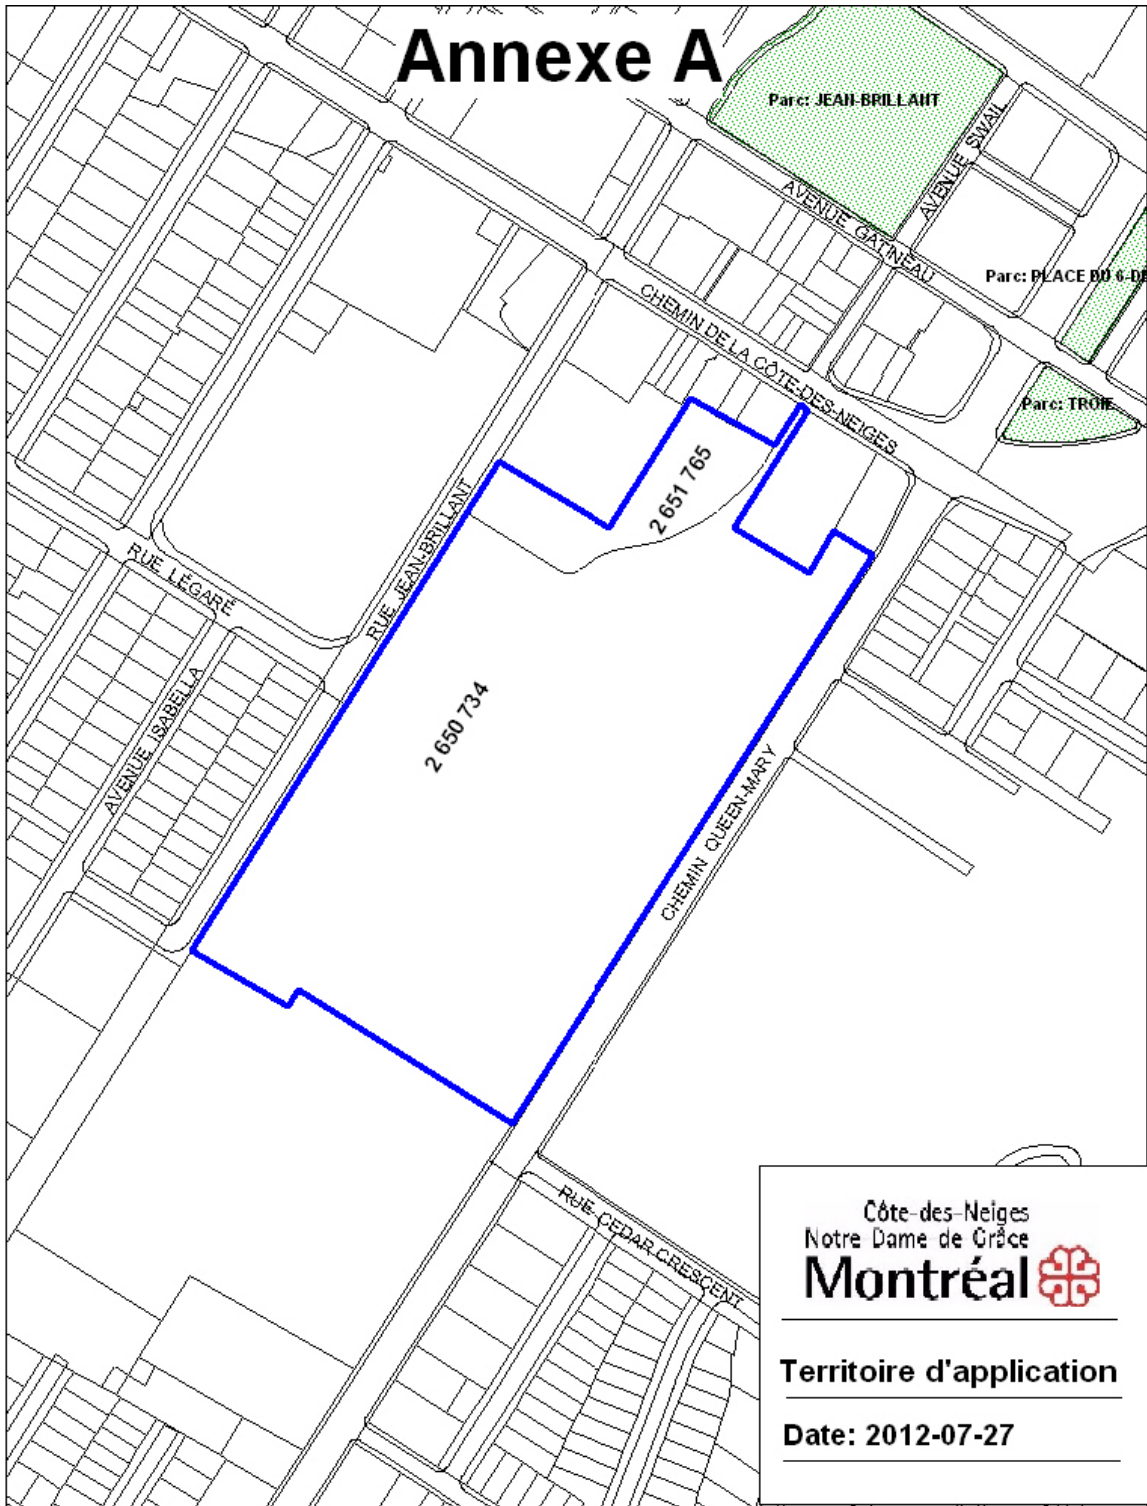 Annexe A
Parc: JEAN-BRILLANT
AVENUE SWAIL
AVENUE GATINEAU
Parc: PLACE DU 6-DE
CHEMIN DE LA CÔTE-DES-NEIGES
Parc: TROIE
2 651 765
RUE JEAN-BRILLANT
RUE LÉGARÉ
AVENUE ISABELLA
2 650 734
CHEMIN QUEEN-MARY
RUE CEDAR CRESCENT
Côte-des-Neiges
Notre Dame de Grâce
Montréal
Territoire d'application
Date: 2012-07-27